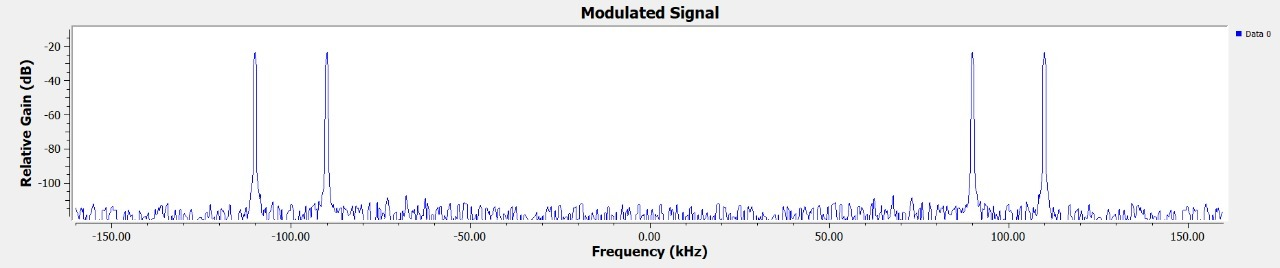 Modulated Signal
Data 0
Relative Gain (dB)
-20
-40
-60
-80
-100
-150.00 -100.00 -50.00 0.00 50.00 100.00 150.00
Frequency (kHz)